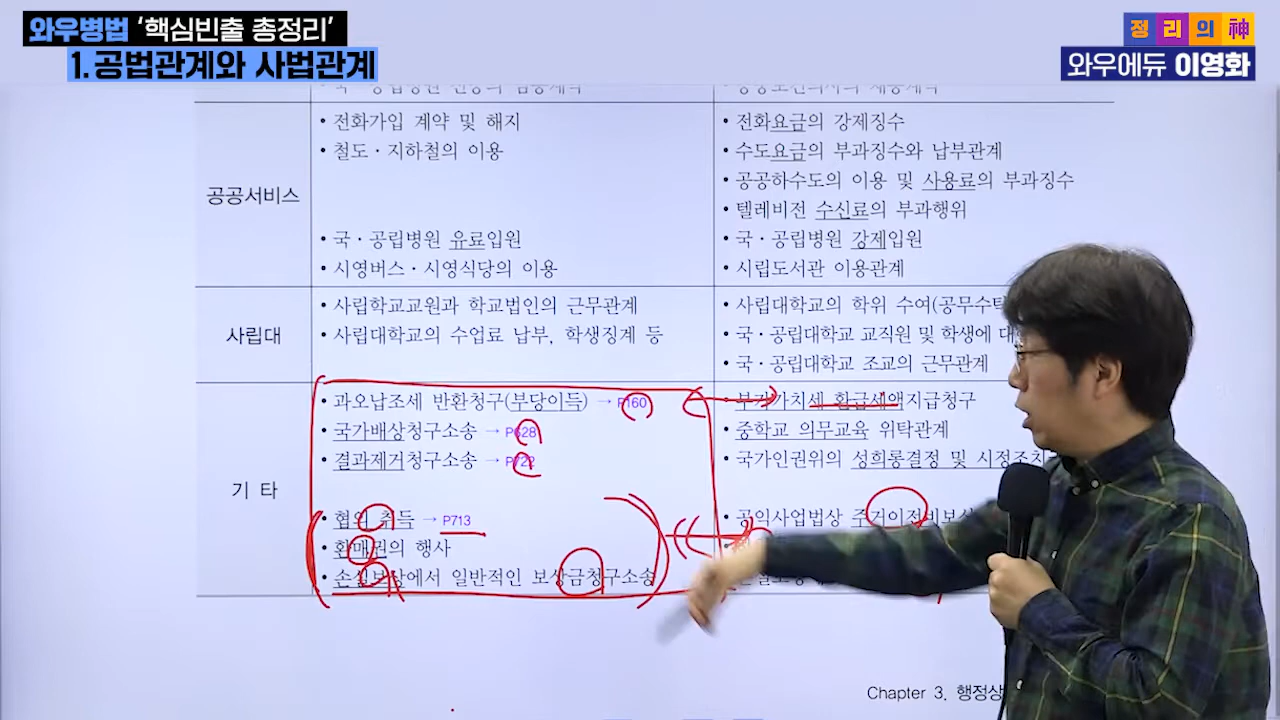 와우병법 '핵심빈출 총정리'
1. 공법관계와 사법관계
정리의神
와우에듀 이영화
• 전화가입 계약 및 해지
• 철도 · 지하철의 이용
• 국 · 공립병원 유료입원
• 시영버스 · 시영식당의 이용
• 전화요금의 강제징수
• 수도요금의 부과징수와 납부관계
• 공공하수도의 이용 및 사용료의 부과징수
• 텔레비전 수신료의 부과행위
• 국 · 공립병원 강제입원
• 시립도서관 이용관계
공공서비스
사립대
• 사립학교교원과 학교법인의 근무관계
• 사립대학교의 수업료 납부, 학생징계 등
• 사립대학교의 학위 수여(공무수탁
• 국 · 공립대학교 교직원 및 학생에
• 국 · 공립대학교 조교의 근무관계
기 타
• 과오납조세 반환청구(부당이득) → P160
• 국가배상청구소송 → P628
• 결과제거청구소송 → P722
• 협의 취득 → P713
• 환매권의 행사
• 손실보상에서 일반적인 보상금청구소송
• 부가가치세 환급세액지급청구
• 중학교 의무교육 위탁관계
• 국가인권위의 성희롱결정 및 시정조치
• 공익사업법상 주거이전비보상
Chapter 3. 행정상